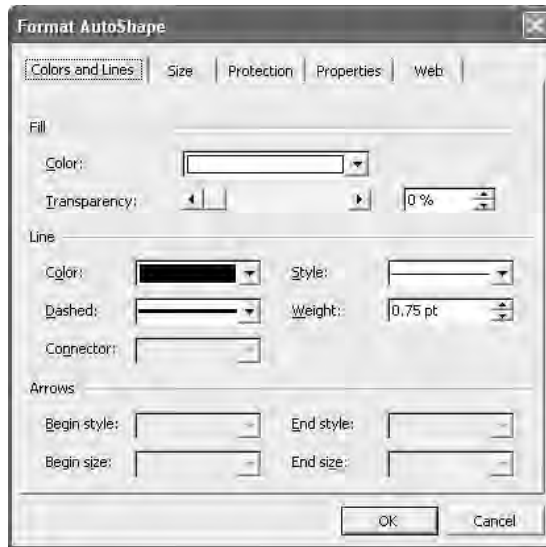 Format AutoShape
Colors and Lines Size Protection Properties Web
Fill
Color:
Transparency: 0 %
Line
Color: Style:
Dashed: Weight: 0.75 pt
Connector:
Arrows
Begin style: End style:
Begin size: End size:
OK Cancel